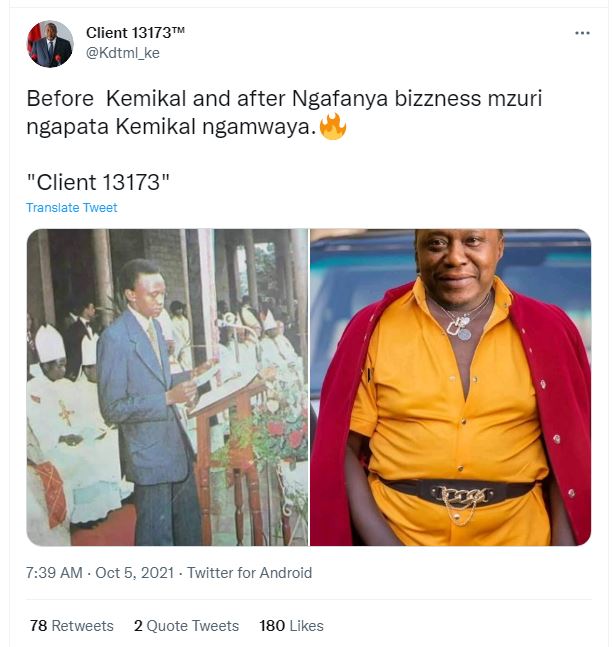 Client 13173™
@Kdtml_ke
Before  Kemikal and after Ngafanya bizzness mzuri
ngapata Kemikal ngamwaya.🔥
"Client 13173"
Translate Tweet
7:39 AM · Oct 5, 2021 · Twitter for Android
78 Retweets 2 Quote Tweets 180 Likes